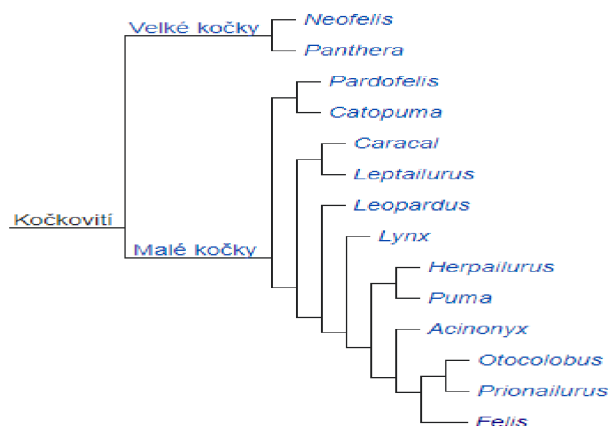 Neofelis
Velké kočky
Panthera
Pardofelis
Catopuma
Caracal
Leptailurus
Leopardus
Kočkovití
Lynx
Malé kočky
Herpailurus
Puma
Acinonyx
Otocolobus
Prionailurus
Felis